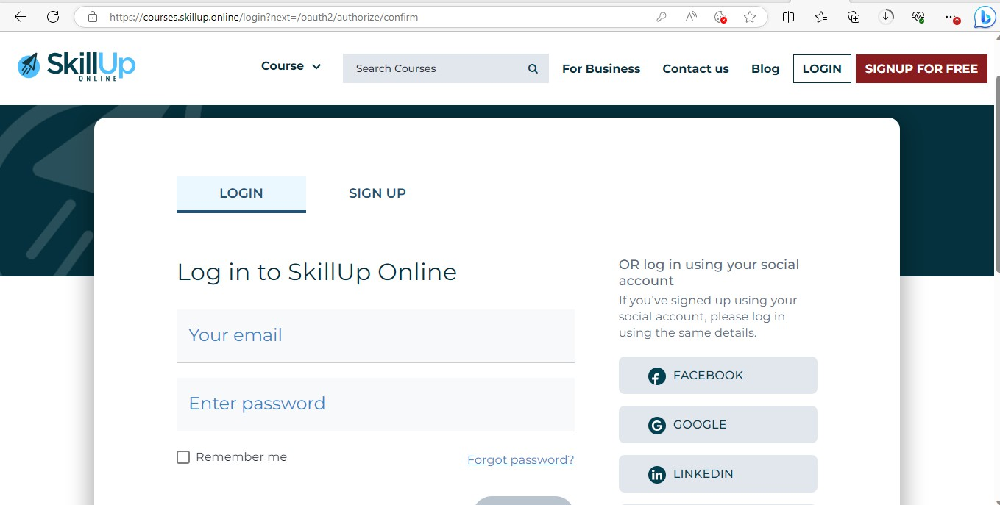 https://courses.skillup.online/login?next=/oauth2/authorize/confirm
SkillUp
ONLINE
Course
Search Courses
For Business
Contact us
Blog
LOGIN
SIGNUP FOR FREE
LOGIN
SIGN UP
Log in to SkillUp Online
Your email
Enter password
Remember me
Forgot password?
OR log in using your social
account
If you’ve signed up using your
social account, please log in
using the same details.
FACEBOOK
GOOGLE
LINKEDIN